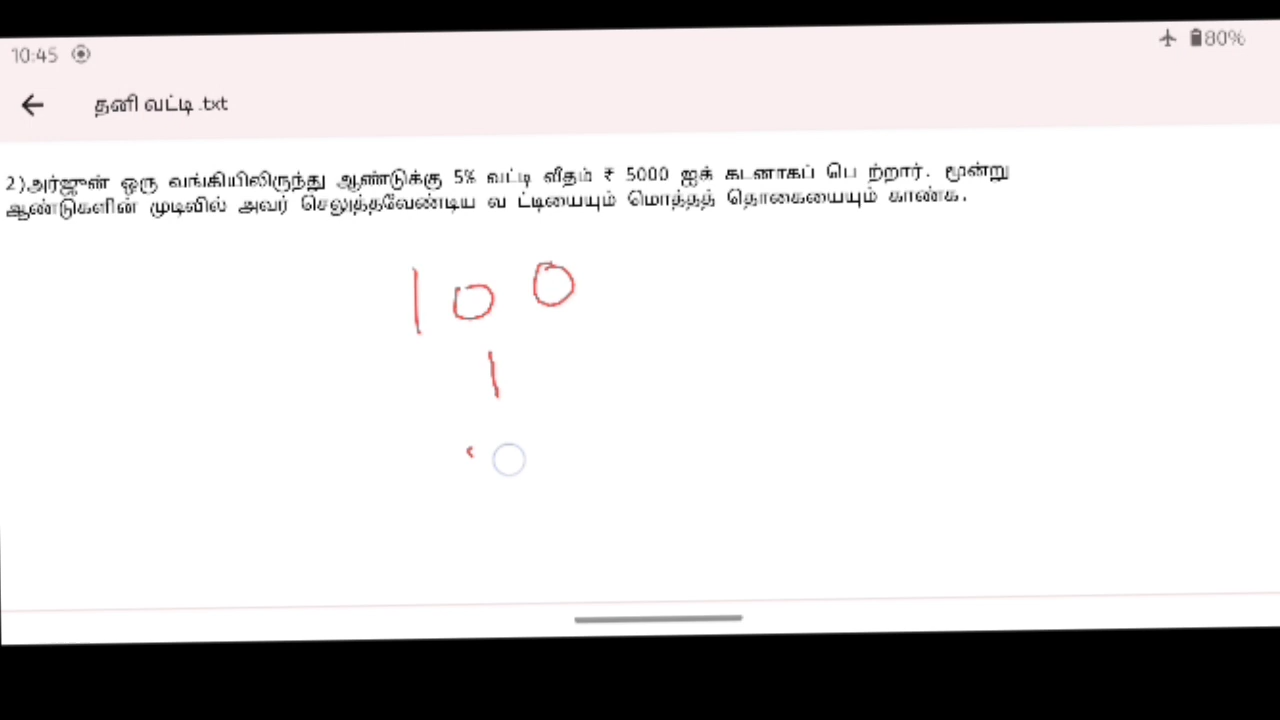 10:45
80%
தனி வட்டி .txt
2)அர்ஜுன் ஒரு வங்கியிலிருந்து ஆண்டுக்கு 5% வட்டி வீதம் ₹ 5000 ஐக் கடனாகப் பெ ற்றார். மூன்று
ஆண்டுகளின் முடிவில் அவர் செலுத்தவேண்டிய வ ட்டியையும் மொத்தத் தொகையையும் காண்க.
100
1